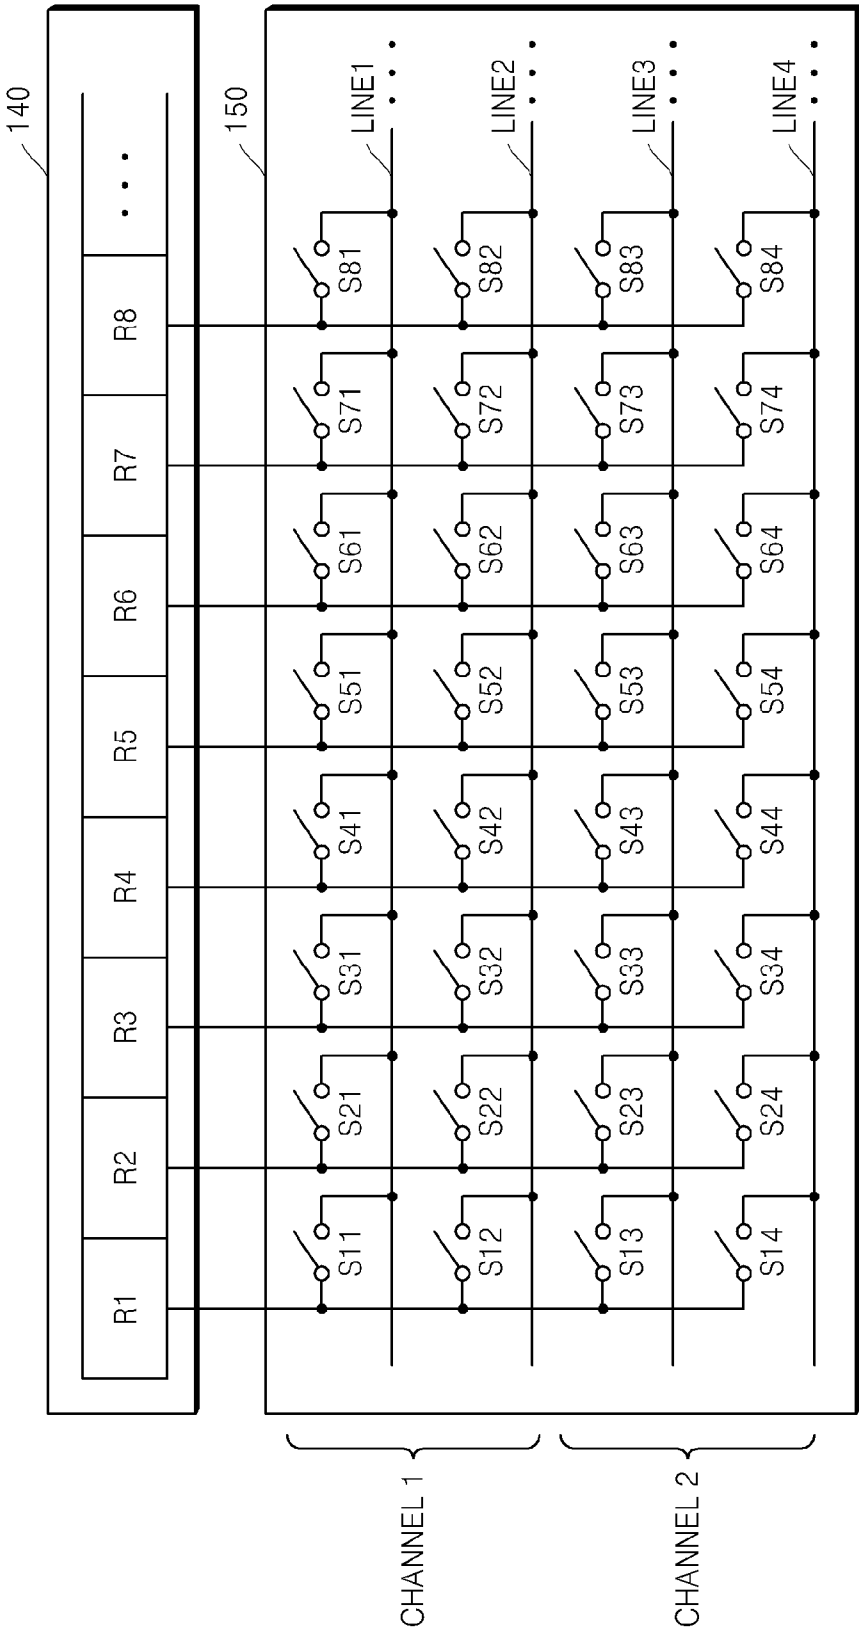 140
R1 R2 R3 R4 R5 R6 R7 R8
150
S11 S21 S31 S41 S51 S61 S71 S81
LINE1
CHANNEL 1
S12 S22 S32 S42 S52 S62 S72 S82
LINE2
S13 S23 S33 S43 S53 S63 S73 S83
LINE3
CHANNEL 2
S14 S24 S34 S44 S54 S64 S74 S84
LINE4